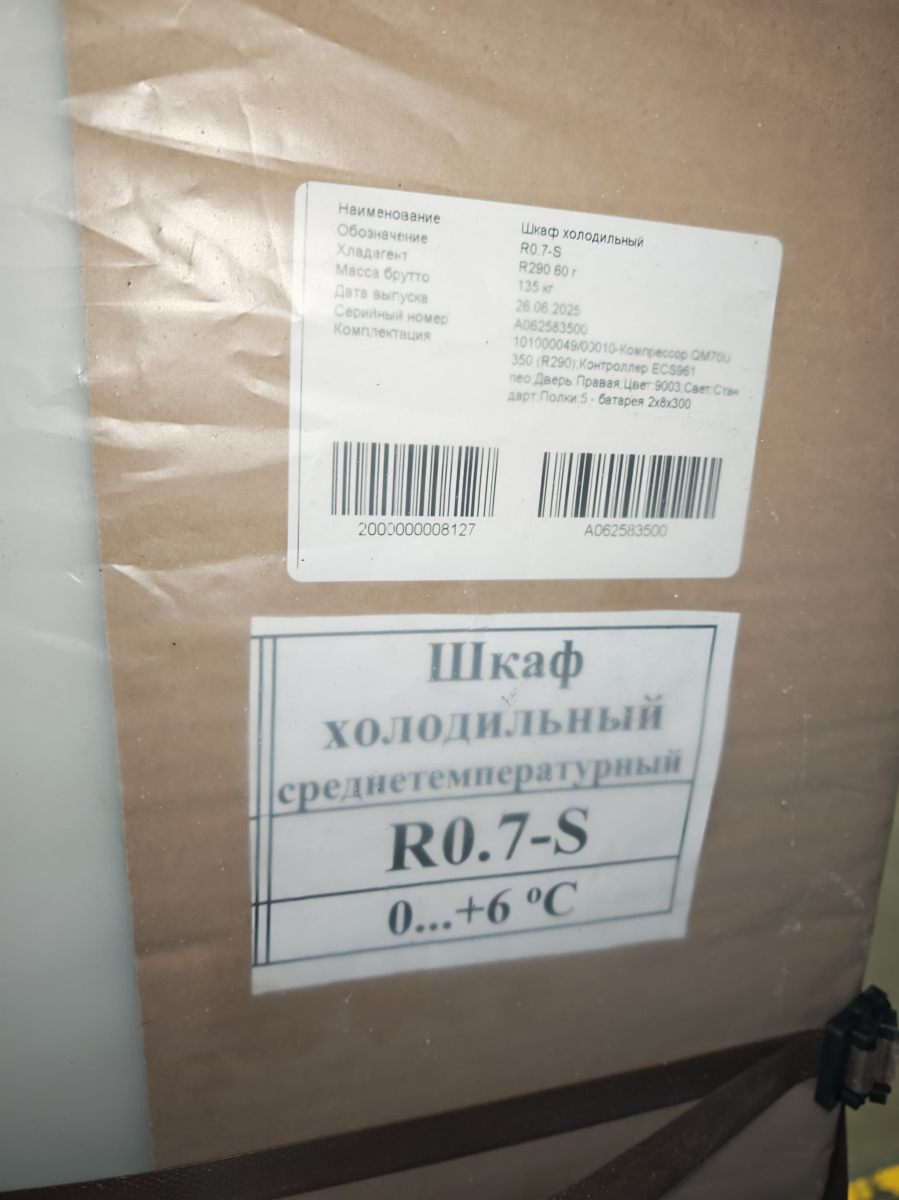 Наименование Шкаф холодильный
Обозначение R0.7-S
Хладагент R290 60 г
Масса брутто 135 кг
Дата выпуска 26.06.2025
Серийный номер A062583500
Комплектация 101000049/00010-Компрессор QM70U
350 (R290);Контроллер ECS961
neo Дверь:Правая;Цвет:9003;Свет:Стан
дарт;Полки:5 - батарея 2x8x300
2000000008127 A062583500
Шкаф
холодильный
среднетемпературный
R0.7-S
0...+6 ºC